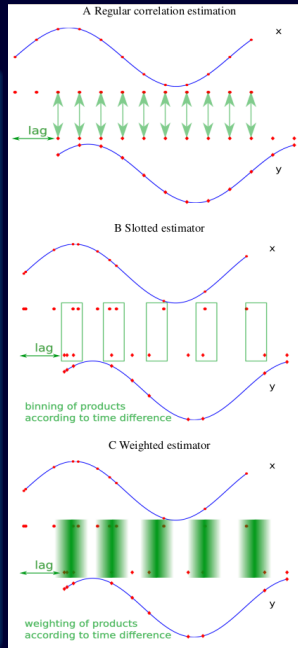 A Regular correlation estimation
x
lag
y
B Slotted estimator
x
lag
binning of products
according to time difference
y
C Weighted estimator
x
lag
weighting of products
according to time difference
y